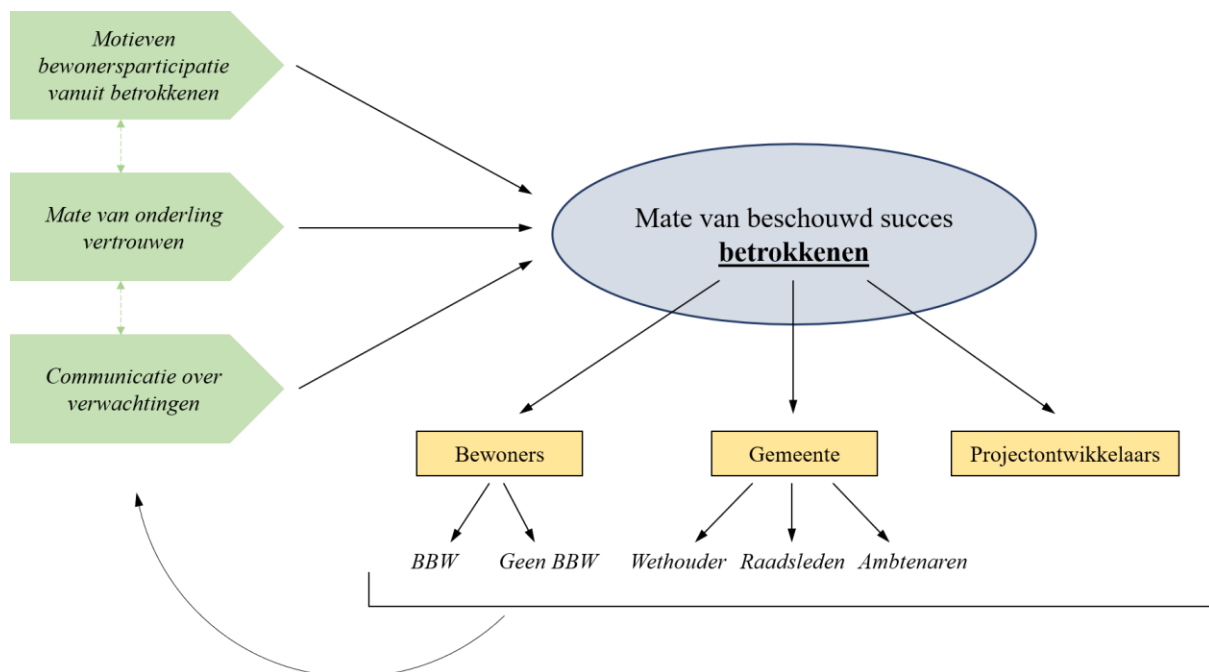 Motieven
bewonersparticipatie
vanuit betrokkenen
Mate van onderling
vertrouwen
Communicatie over
verwachtingen
Mate van beschouwd succes
betrokkenen
Bewoners
Gemeente
Projectontwikkelaars
BBW
Geen BBW
Wethouder
Raadsleden
Ambtenaren